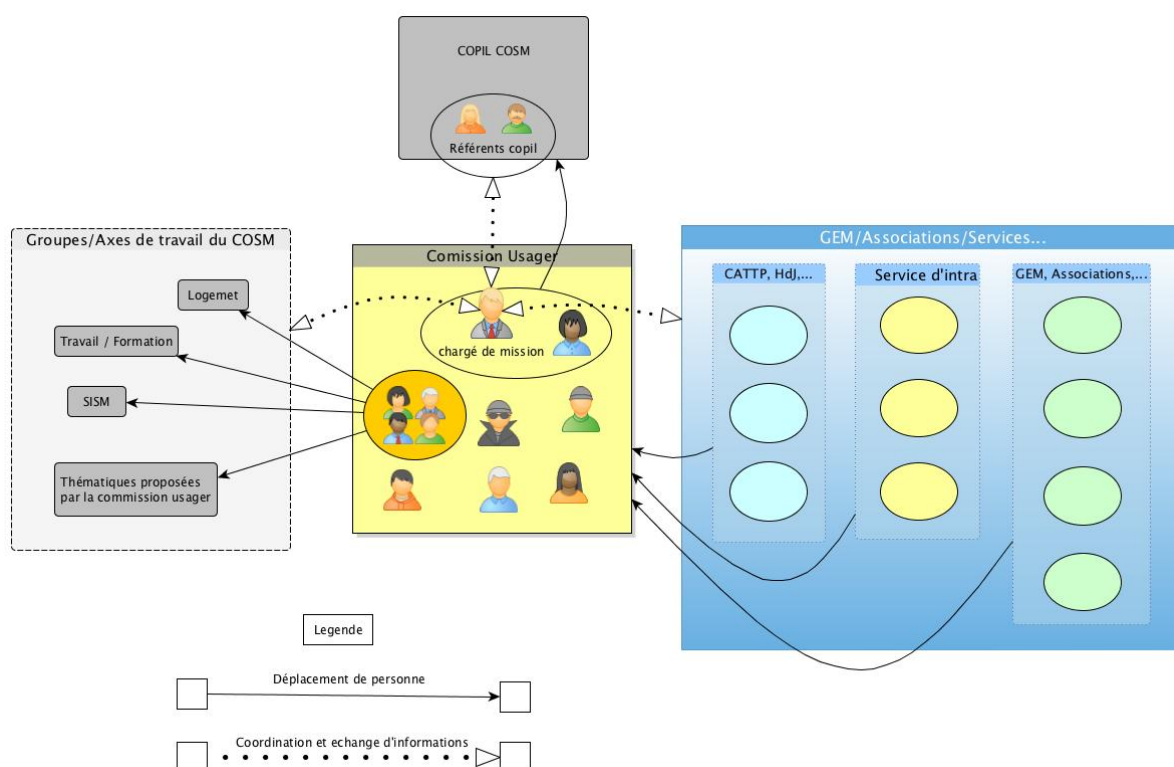 COPIL COSM
Référents copil
Groupes/Axes de travail du COSM
Logemet
Travail / Formation
SISM
Thématiques proposées
par la commission usager
Comission Usager
chargé de mission
GEM/Associations/Services...
CATTP, HdJ,...
Service d'intra
GEM, Associations,...
Legende
Déplacement de personne
Coordination et echange d'informations